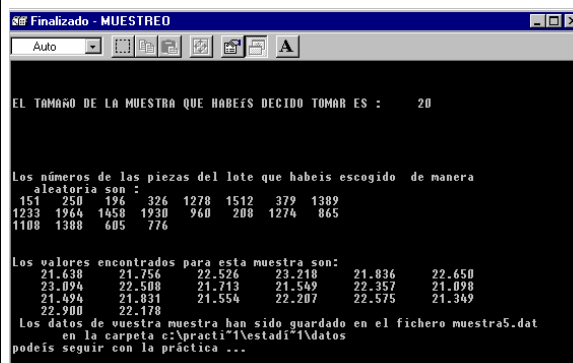 Finalizado - MUESTREO
Auto
A
EL TAMAÑO DE LA MUESTRA QUE HABEíS DECIDO TOMAR ES : 20
Los números de las piezas del lote que habeis escogido de manera
aleatoria son :
151 250 196 326 1278 1512 379 1389
1233 1964 1458 1930 960 208 1274 865
1108 1388 605 776
Los valores encontrados para esta muestra son:
21.638 21.756 22.526 23.218 21.836 22.650
23.094 22.508 21.713 21.549 22.357 21.098
21.494 21.831 21.554 22.207 22.575 21.349
22.900 22.178
Los datos de vuestra muestra han sido guardado en el fichero muestra5.dat
en la carpeta c:\practi~1\estadí~1\datos
podeís seguir con la práctica ...